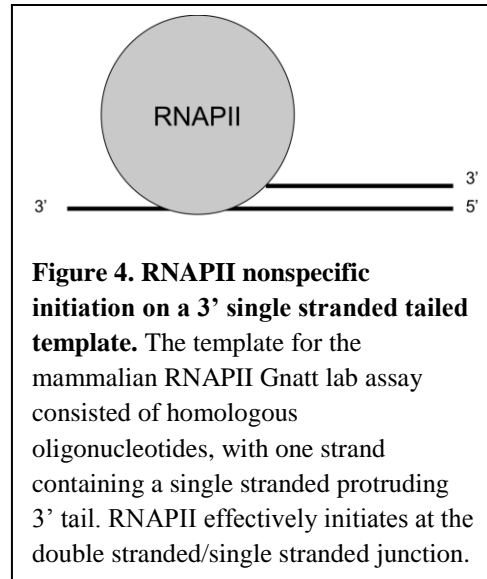 RNAPII
3’
3’
5’
Figure 4. RNAPII nonspecific
initiation on a 3’ single stranded tailed
template. The template for the
mammalian RNAPII Gnatt lab assay
consisted of homologous
oligonucleotides, with one strand
containing a single stranded protruding
3’ tail. RNAPII effectively initiates at the
double stranded/single stranded junction.